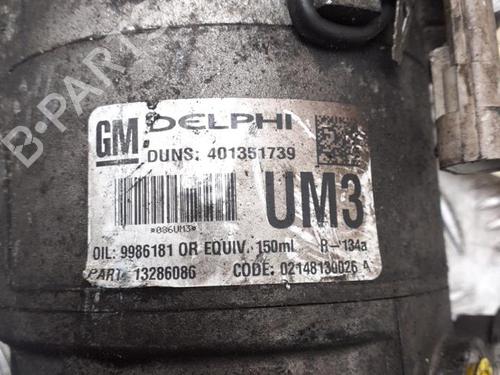 B-PARTS
GM DELPHI
DUNS: 401351739
*086UM3*
UM3
OIL: 9986181 OR EQUIV. 150ml R-134a
PART 13286086 CODE: 02148130026 A